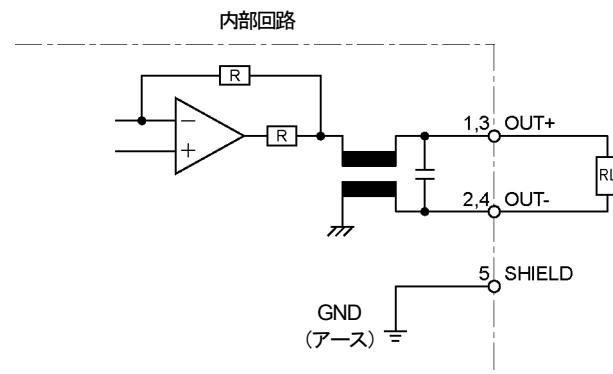 内部回路
R
R
−
+
1,3 OUT+
RL
2,4 OUT-
5 SHIELD
GND
(アース)